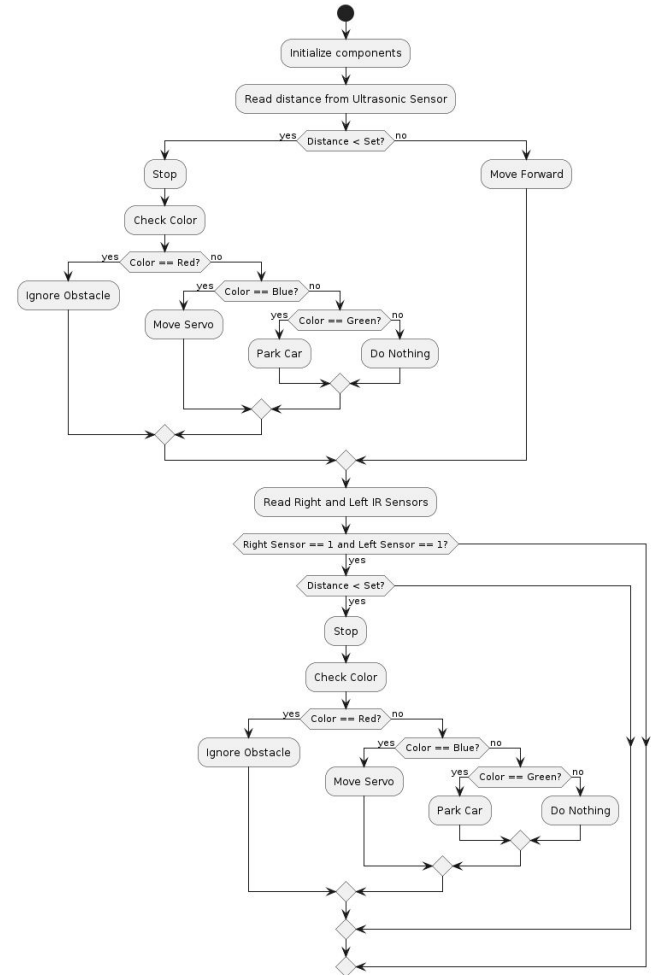 Initialize components
Read distance from Ultrasonic Sensor
yes
Distance < Set?
no
Stop
Move Forward
Check Color
yes
Color == Red?
no
Ignore Obstacle
yes
Color == Blue?
no
Move Servo
yes
Color == Green?
no
Park Car
Do Nothing
Read Right and Left IR Sensors
Right Sensor == 1 and Left Sensor == 1?
yes
Distance < Set?
yes
Stop
Check Color
yes
Color == Red?
no
Ignore Obstacle
yes
Color == Blue?
no
Move Servo
yes
Color == Green?
no
Park Car
Do Nothing